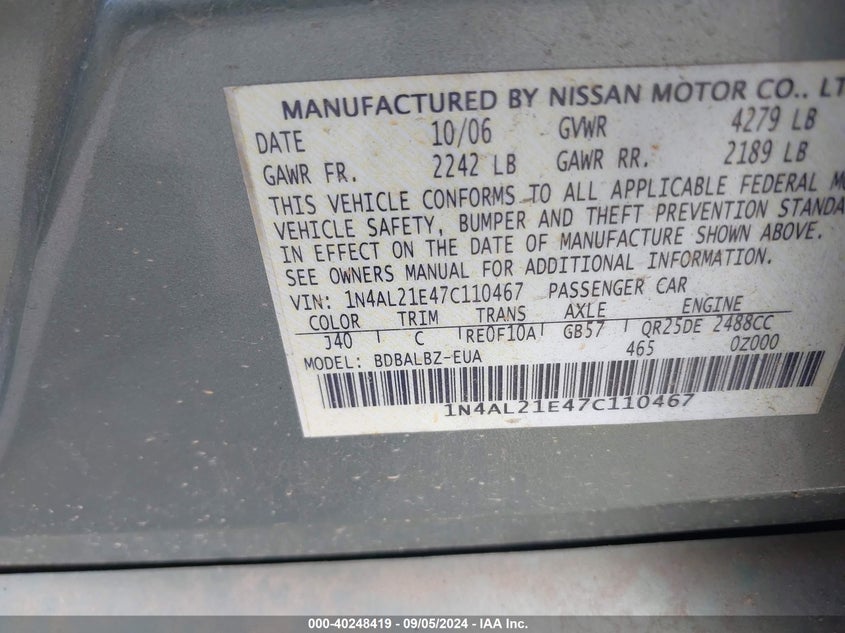 MANUFACTURED BY NISSAN MOTOR CO., LT
DATE 10/06 GVWR 4279 LB
GAWR FR. 2242 LB GAWR RR. 2189 LB
THIS VEHICLE CONFORMS TO ALL APPLICABLE FEDERAL MO
VEHICLE SAFETY, BUMPER AND THEFT PREVENTION STANDA
IN EFFECT ON THE DATE OF MANUFACTURE SHOWN ABOVE.
SEE OWNERS MANUAL FOR ADDITIONAL INFORMATION.
VIN: 1N4AL21E47C110467 PASSENGER CAR
COLOR TRIM TRANS AXLE ENGINE
J40 C RE0F10A GB57 QR25DE 2488CC
MODEL: BDBALBZ-EUA 465 0Z000
1N4AL21E47C110467
000-40248419 - 09/05/2024 - IAA Inc.